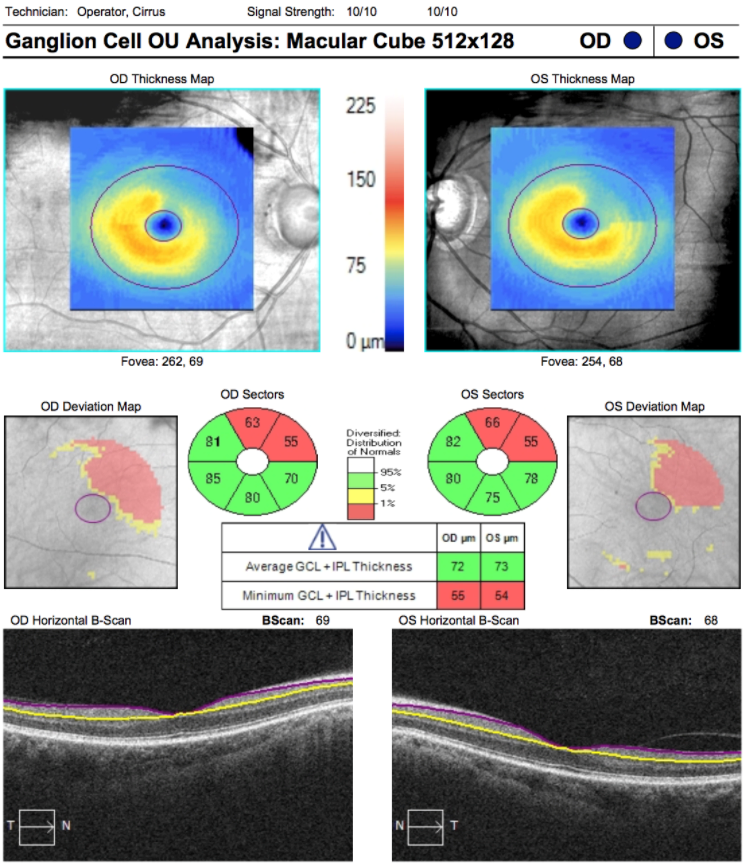 Technician: Operator, Cirrus Signal Strength: 10/10 10/10
Ganglion Cell OU Analysis: Macular Cube 512x128 OD OS
OD Thickness Map
OS Thickness Map
225
150
75
0 µm
Fovea: 262, 69
Fovea: 254, 68
OD Deviation Map
OD Sectors
OS Sectors
OS Deviation Map
63
81 55
85 70
80
Diversified:
Distribution
of Normals
95%
5%
1%
66
82 55
80 78
75
OD µm OS µm
Average GCL + IPL Thickness 72 73
Minimum GCL + IPL Thickness 55 54
OD Horizontal B-Scan BScan: 69
OS Horizontal B-Scan BScan: 68
T N
N T